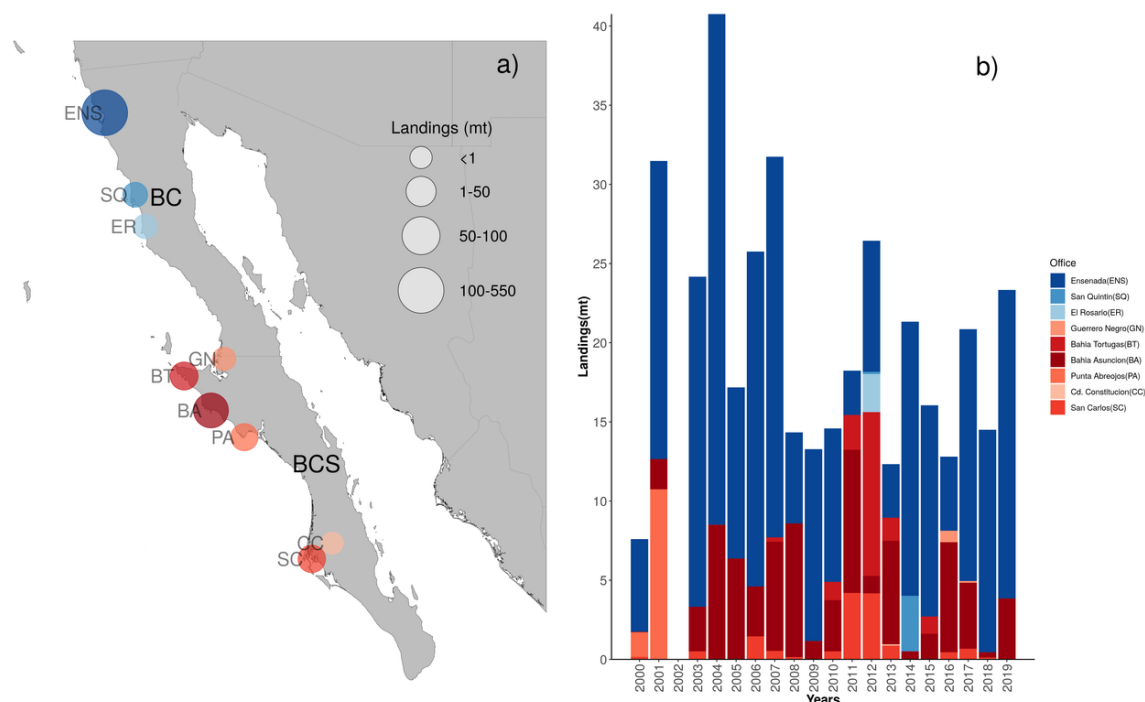 a)
ENS
SQ
BC
ER
GN
BT
BA
PA
BCS
CC
SC
Landings (mt)
<1
1-50
50-100
100-550
b)
Landings(mt)
40
35
30
25
20
15
10
5
0
2000
2001
2002
2003
2004
2005
2006
2007
2008
2009
2010
2011
2012
2013
2014
2015
2016
2017
2018
2019
Years
Office
Ensenada(ENS)
San Quintin(SQ)
El Rosario(ER)
Guerrero Negro(GN)
Bahia Tortugas(BT)
Bahia Asuncion(BA)
Punta Abreojos(PA)
Cd. Constitucion(CC)
San Carlos(SC)